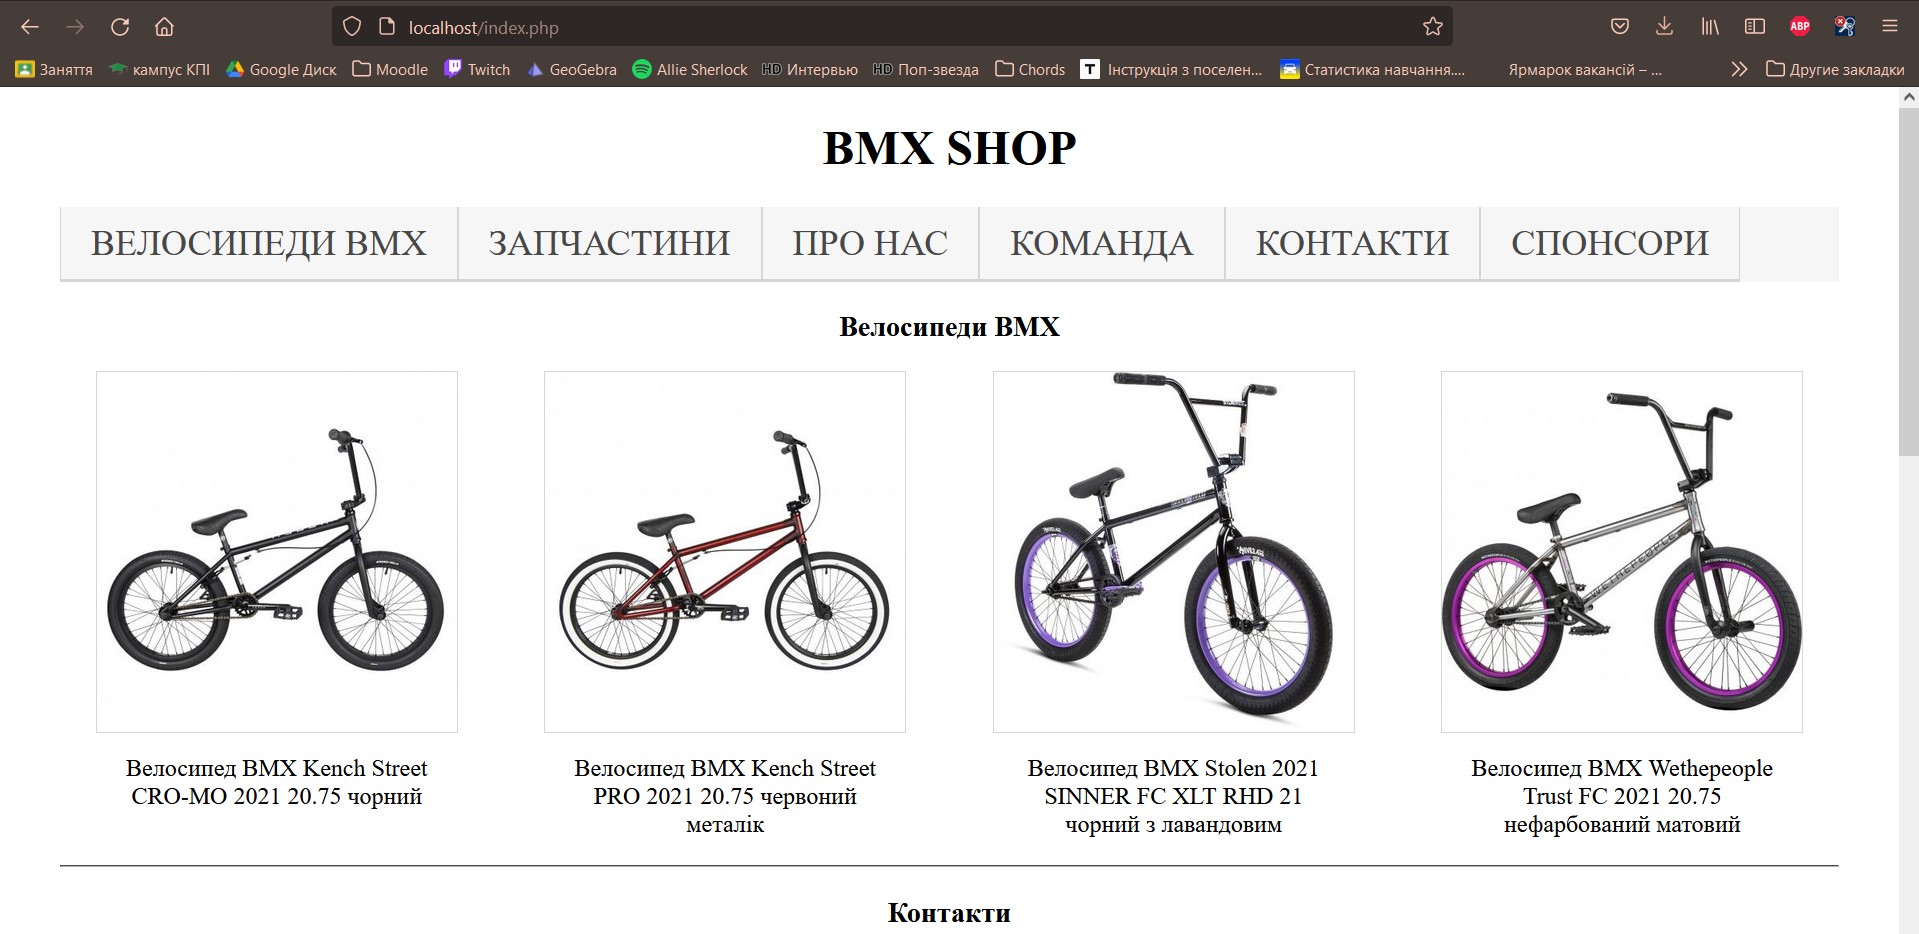 localhost/index.php
ABP
Заняття
кампус КПІ
Google Диск
Moodle
Twitch
GeoGebra
Allie Sherlock
HD Интервью
HD Поп-звезда
Chords
T Інструкція з поселен...
Статистика навчання....
Ярмарок вакансій – ...
Другие закладки
BMX SHOP
ВЕЛОСИПЕДИ BMX
ЗАПЧАСТИНИ
ПРО НАС
КОМАНДА
КОНТАКТИ
СПОНСОРИ
Велосипеди BMX
WETHEPEOPLE
Велосипед BMX Kench Street
CRO-MO 2021 20.75 чорний
Велосипед BMX Kench Street
PRO 2021 20.75 червоний
металік
Велосипед BMX Stolen 2021
SINNER FC XLT RHD 21
чорний з лавандовим
Велосипед BMX Wethepeople
Trust FC 2021 20.75
нефарбований матовий
Контакти